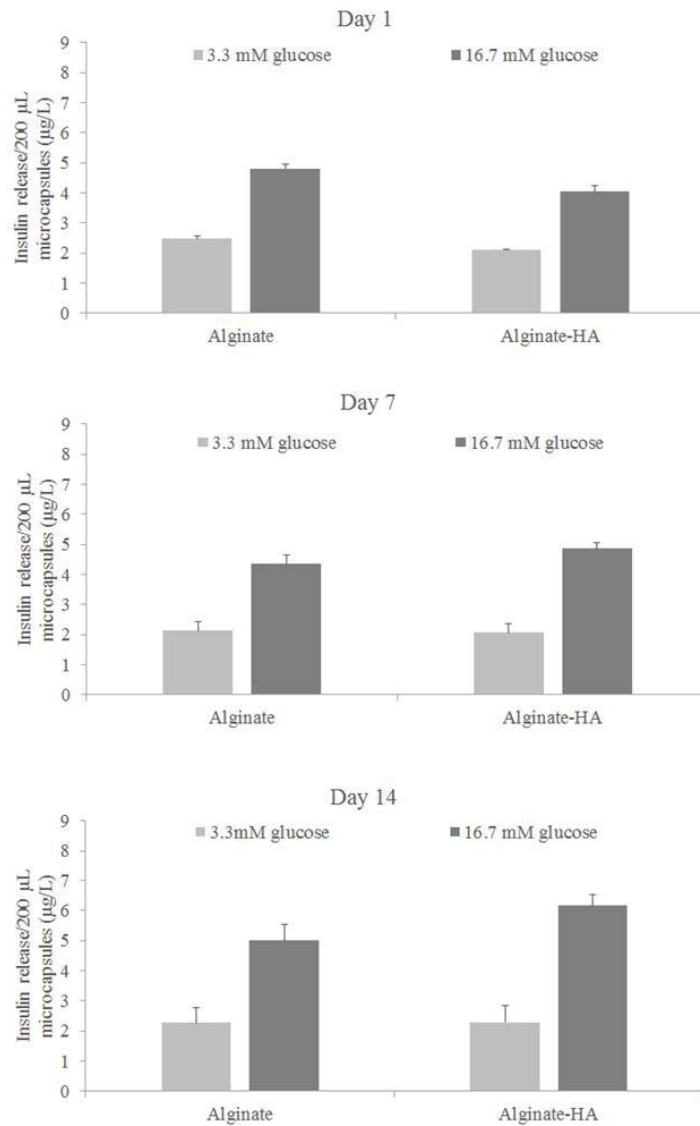 Day 1
9
8
7
6
5
4
3
2
1
0
Insulin release/200 µL
microcapsules (µg/L)
3.3 mM glucose
16.7 mM glucose
Alginate
Alginate-HA
Day 7
9
8
7
6
5
4
3
2
1
0
Insulin release/200 µL
microcapsules (µg/L)
3.3 mM glucose
16.7 mM glucose
Alginate
Alginate-HA
Day 14
9
8
7
6
5
4
3
2
1
0
Insulin release/200 µL
microcapsules (µg/L)
3.3mM glucose
16.7 mM glucose
Alginate
Alginate-HA